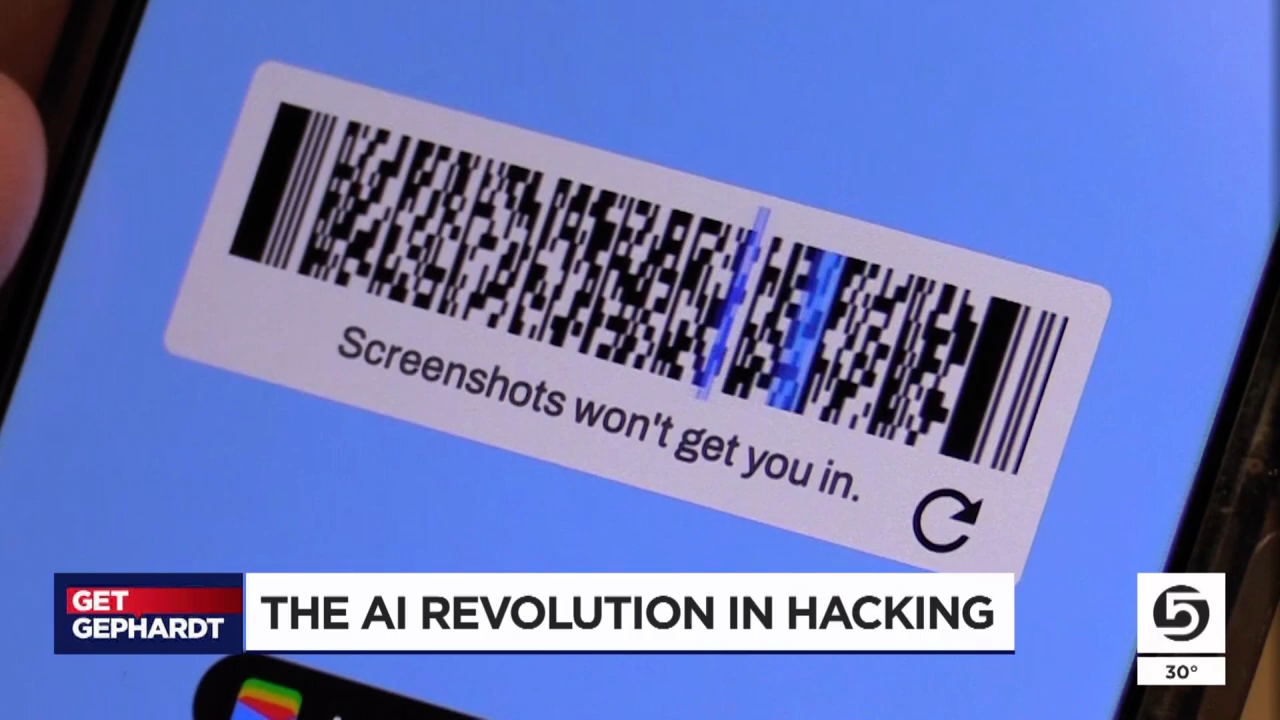 Screenshots won't get you in.
GET
GEPHARDT
THE AI REVOLUTION IN HACKING
5
30°